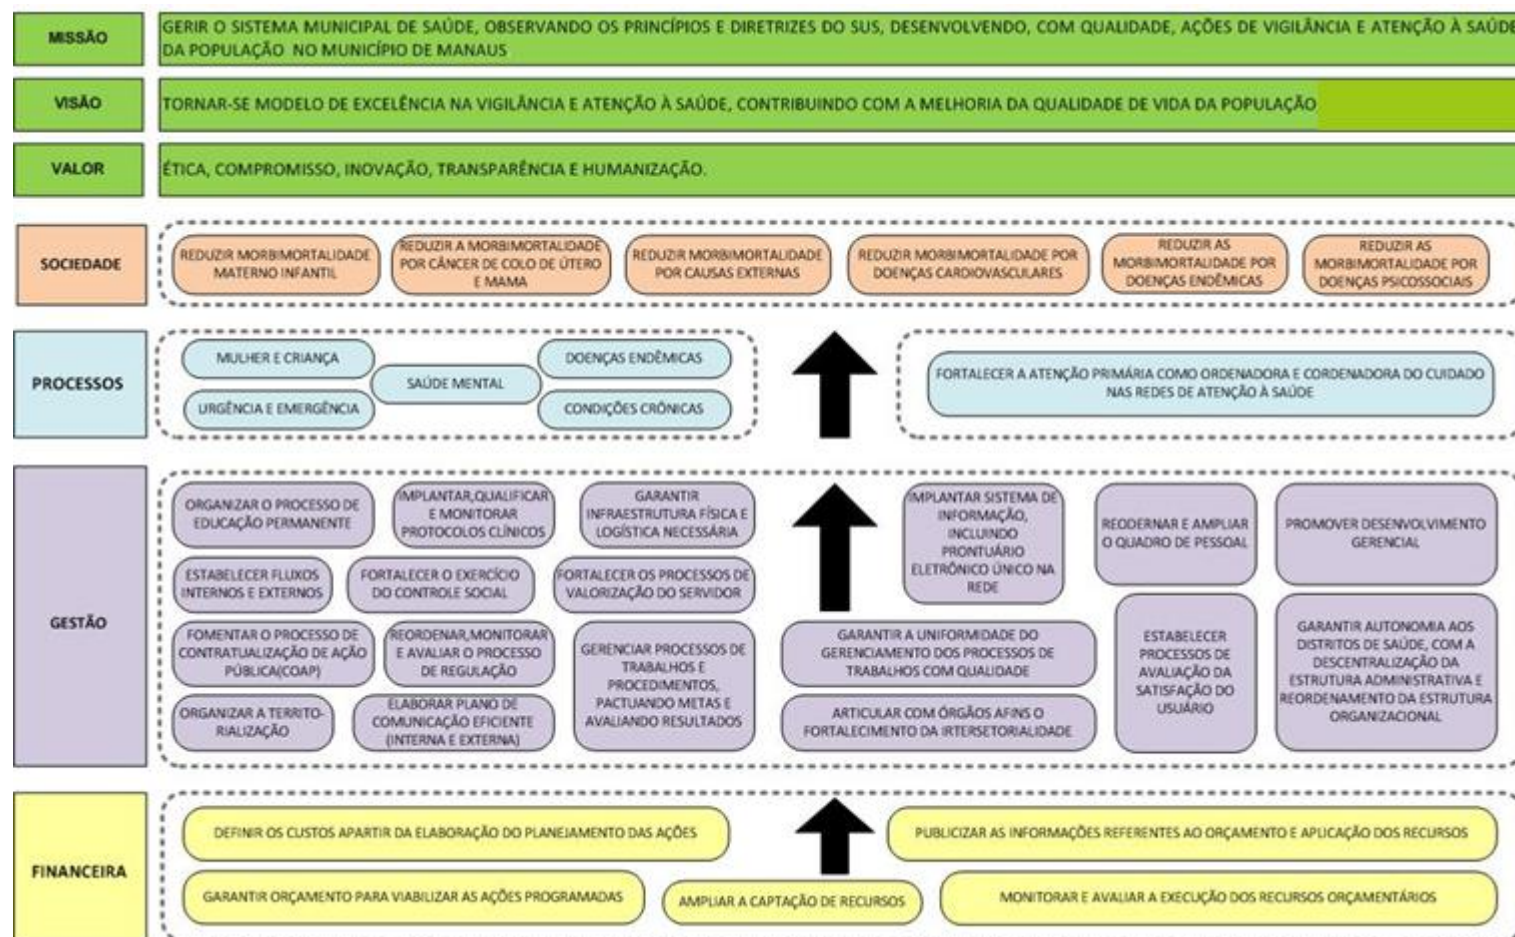 MISSÃO
GERIR O SISTEMA MUNICIPAL DE SAÚDE, OBSERVANDO OS PRINCÍPIOS E DIRETRIZES DO SUS, DESENVOLVENDO, COM QUALIDADE, AÇÕES DE VIGILÂNCIA E ATENÇÃO À SAÚDE
DA POPULAÇÃO NO MUNICÍPIO DE MANAUS
VISÃO
TORNAR-SE MODELO DE EXCELÊNCIA NA VIGILÂNCIA E ATENÇÃO À SAÚDE, CONTRIBUINDO COM A MELHORIA DA QUALIDADE DE VIDA DA POPULAÇÃO
VALOR
ÉTICA, COMPROMISSO, INOVAÇÃO, TRANSPARÊNCIA E HUMANIZAÇÃO.
SOCIEDADE
REDUZIR MORBIMORTALIDADE
MATERNO INFANTIL
REDUZIR A MORBIMORTALIDADE
POR CÂNCER DE COLO DE ÚTERO
E MAMA
REDUZIR MORBIMORTALIDADE
POR CAUSAS EXTERNAS
REDUZIR MORBIMORTALIDADE POR
DOENÇAS CARDIOVASCULARES
REDUZIR AS
MORBIMORTALIDADE POR
DOENÇAS ENDÊMICAS
REDUZIR AS
MORBIMORTALIDADE POR
DOENÇAS PSICOSSOCIAIS
PROCESSOS
MULHER E CRIANÇA
DOENÇAS ENDÊMICAS
SAÚDE MENTAL
URGÊNCIA E EMERGÊNCIA
CONDIÇÕES CRÔNICAS
FORTALECER A ATENÇÃO PRIMÁRIA COMO ORDENADORA E CORDENADORA DO CUIDADO
NAS REDES DE ATENÇÃO À SAÚDE
GESTÃO
ORGANIZAR O PROCESSO DE
EDUCAÇÃO PERMANENTE
IMPLANTAR,QUALIFICAR
E MONITORAR
PROTOCOLOS CLÍNICOS
GARANTIR
INFRAESTRUTURA FÍSICA E
LOGÍSTICA NECESSÁRIA
IMPLANTAR SISTEMA DE
INFORMAÇÃO,
INCLUINDO
PRONTUÁRIO
ELETRÔNICO ÚNICO NA
REDE
REODERNAR E AMPLIAR
O QUADRO DE PESSOAL
PROMOVER DESENVOLVIMENTO
GERENCIAL
ESTABELECER FLUXOS
INTERNOS E EXTERNOS
FORTALECER O EXERCÍCIO
DO CONTROLE SOCIAL
FORTALECER OS PROCESSOS DE
VALORIZAÇÃO DO SERVIDOR
FOMENTAR O PROCESSO DE
CONTRATUALIZAÇÃO DE AÇÃO
PÚBLICA(COAP)
REORDENAR,MONITORAR
E AVALIAR O PROCESSO
DE REGULAÇÃO
GERENCIAR PROCESSOS DE
TRABALHOS E
PROCEDIMENTOS,
PACTUANDO METAS E
AVALIANDO RESULTADOS
GARANTIR A UNIFORMIDADE DO
GERENCIAMENTO DOS PROCESSOS DE
TRABALHOS COM QUALIDADE
ESTABELECER
PROCESSOS DE
AVALIAÇÃO DA
SATISFAÇÃO DO
USUÁRIO
GARANTIR AUTONOMIA AOS
DISTRITOS DE SAÚDE, COM A
DESCENTRALIZAÇÃO DA
ESTRUTURA ADMINISTRATIVA E
REORDENAMENTO DA ESTRUTURA
ORGANIZACIONAL
ORGANIZAR A TERRITO-
RIALIZAÇÃO
ELABORAR PLANO DE
COMUNICAÇÃO EFICIENTE
(INTERNA E EXTERNA)
ARTICULAR COM ÓRGÃOS AFINS O
FORTALECIMENTO DA IRTERSETORIALIDADE
FINANCEIRA
DEFINIR OS CUSTOS APARTIR DA ELABORAÇÃO DO PLANEJAMENTO DAS AÇÕES
PUBLICIZAR AS INFORMAÇÕES REFERENTES AO ORÇAMENTO E APLICAÇÃO DOS RECURSOS
GARANTIR ORÇAMENTO PARA VIABILIZAR AS AÇÕES PROGRAMADAS
AMPLIAR A CAPTAÇÃO DE RECURSOS
MONITORAR E AVALIAR A EXECUÇÃO DOS RECURSOS ORÇAMENTÁRIOS